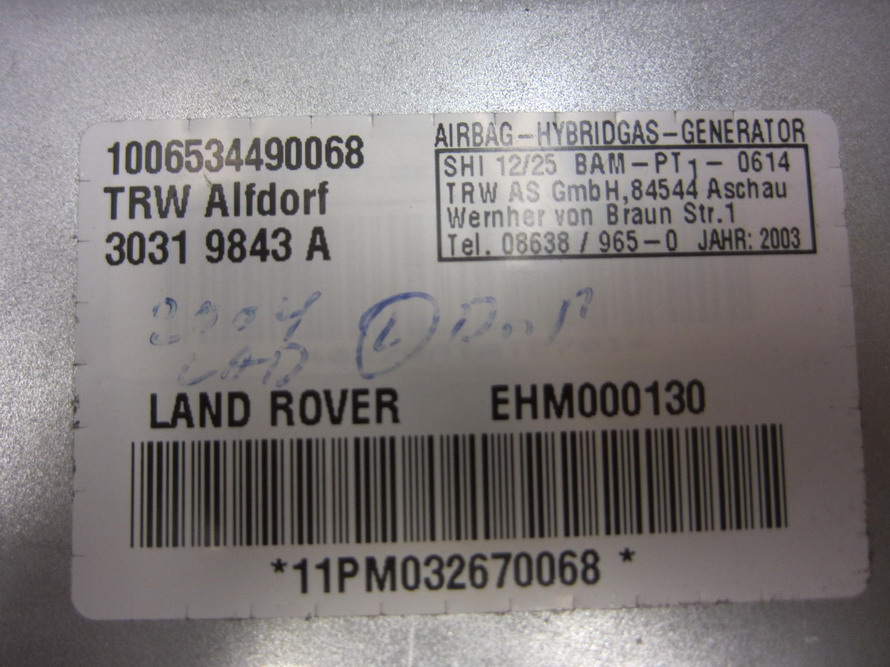 1006534490068
TRW Alfdorf
3031 9843 A
AIRBAG-HYBRIDGAS-GENERATOR
SHI 12/25 BAM-PT1-0614
TRW AS GmbH,84544 Aschau
Wernher von Braun Str.1
Tel. 08638/965-0 JAHR: 2003
L
LAND ROVER EHM000130
*11PM032670068 *